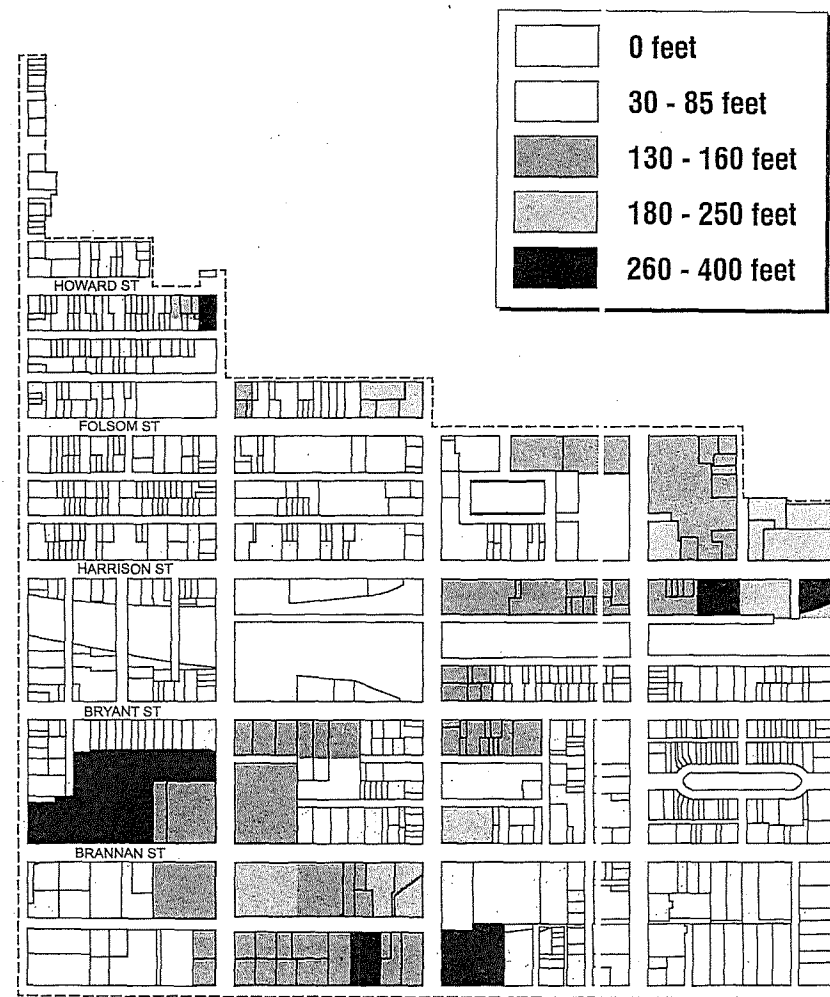 0 feet
30 - 85 feet
130 - 160 feet
180 - 250 feet
260 - 400 feet
HOWARD ST
FOLSOM ST
HARRISON ST
BRYANT ST
BRANNAN ST